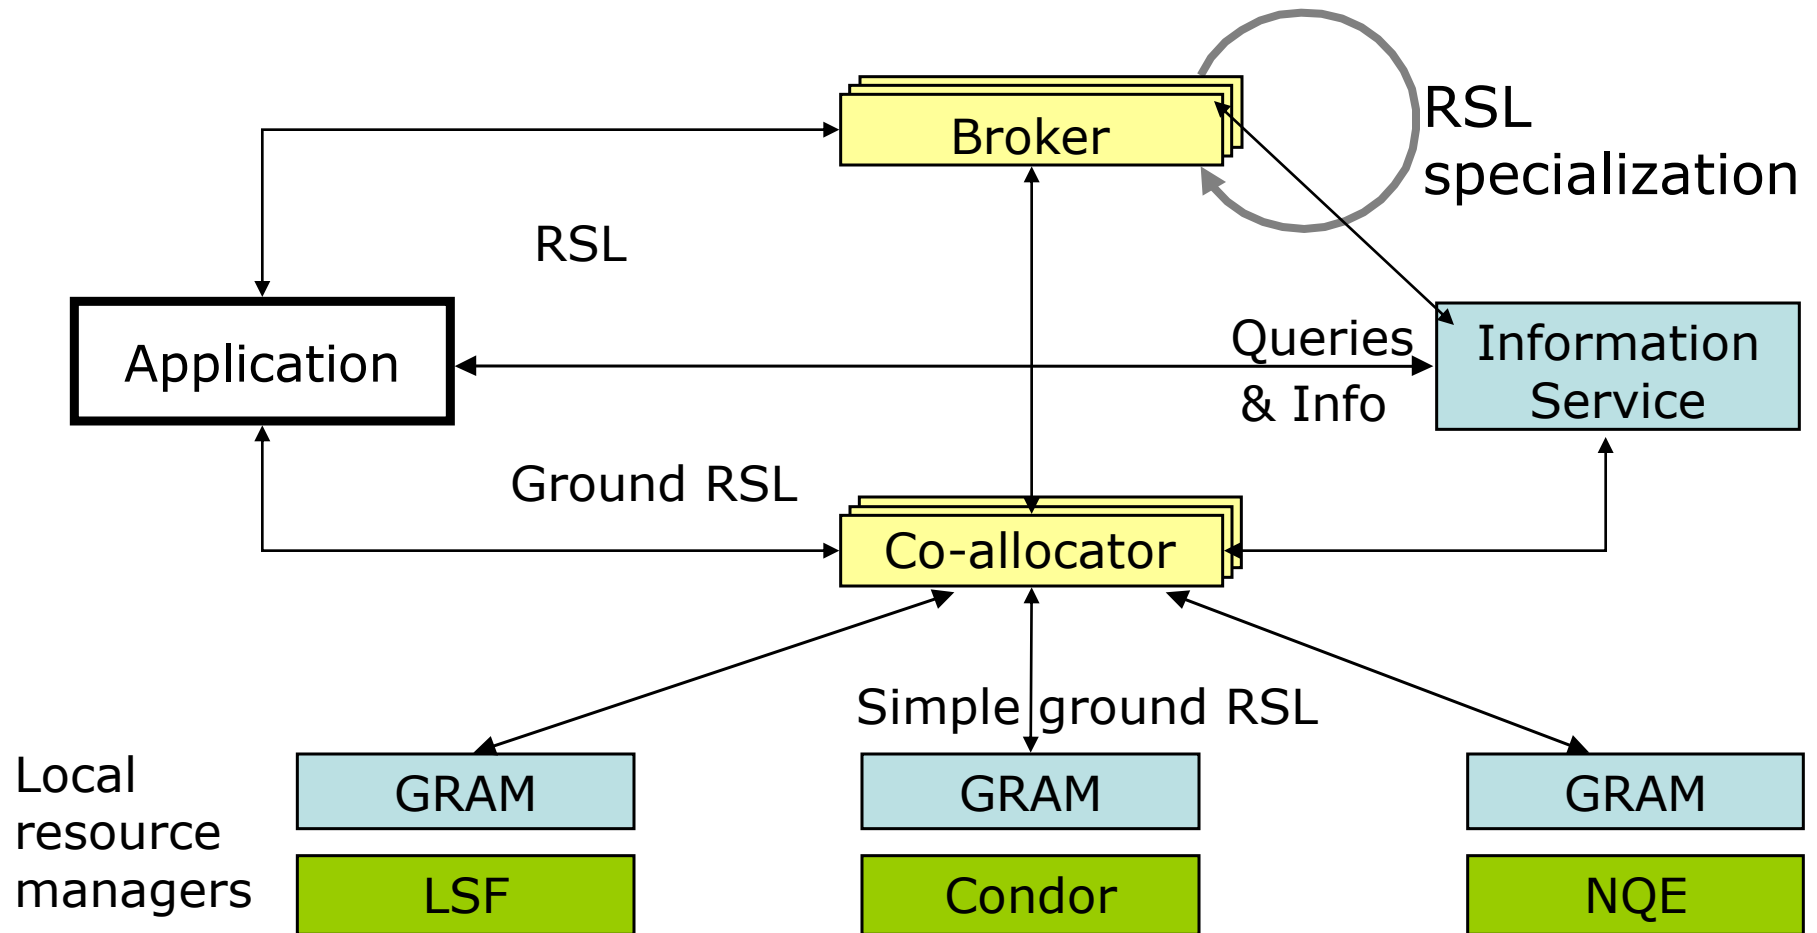 Broker
RSL
specialization
RSL
Application
Queries
& Info
Information
Service
Ground RSL
Co-allocator
Simple ground RSL
Local
resource
managers
GRAM
GRAM
GRAM
LSF
Condor
NQE